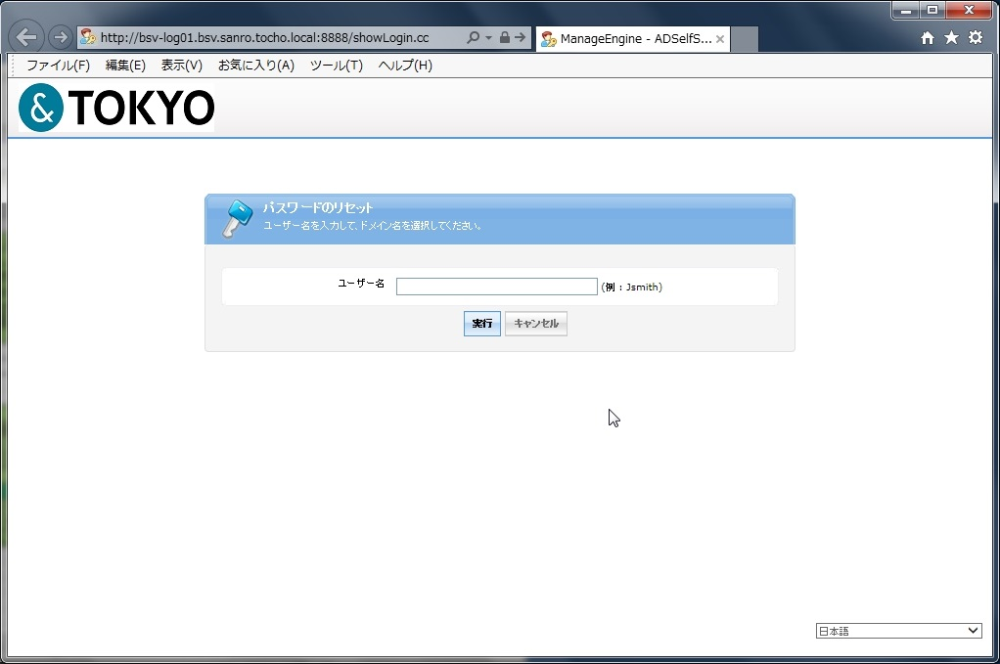 http://bsv-log01.bsv.sanro.tocho.local:8888/showLogin.cc
ManageEngine - ADSelfS...
ファイル(F) 編集(E) 表示(V) お気に入り(A) ツール(T) ヘルプ(H)
& TOKYO
パスワードのリセット
ユーザー名を入力して、ドメイン名を選択してください。
ユーザー名 (例 : Jsmith)
実行 キャンセル
日本語